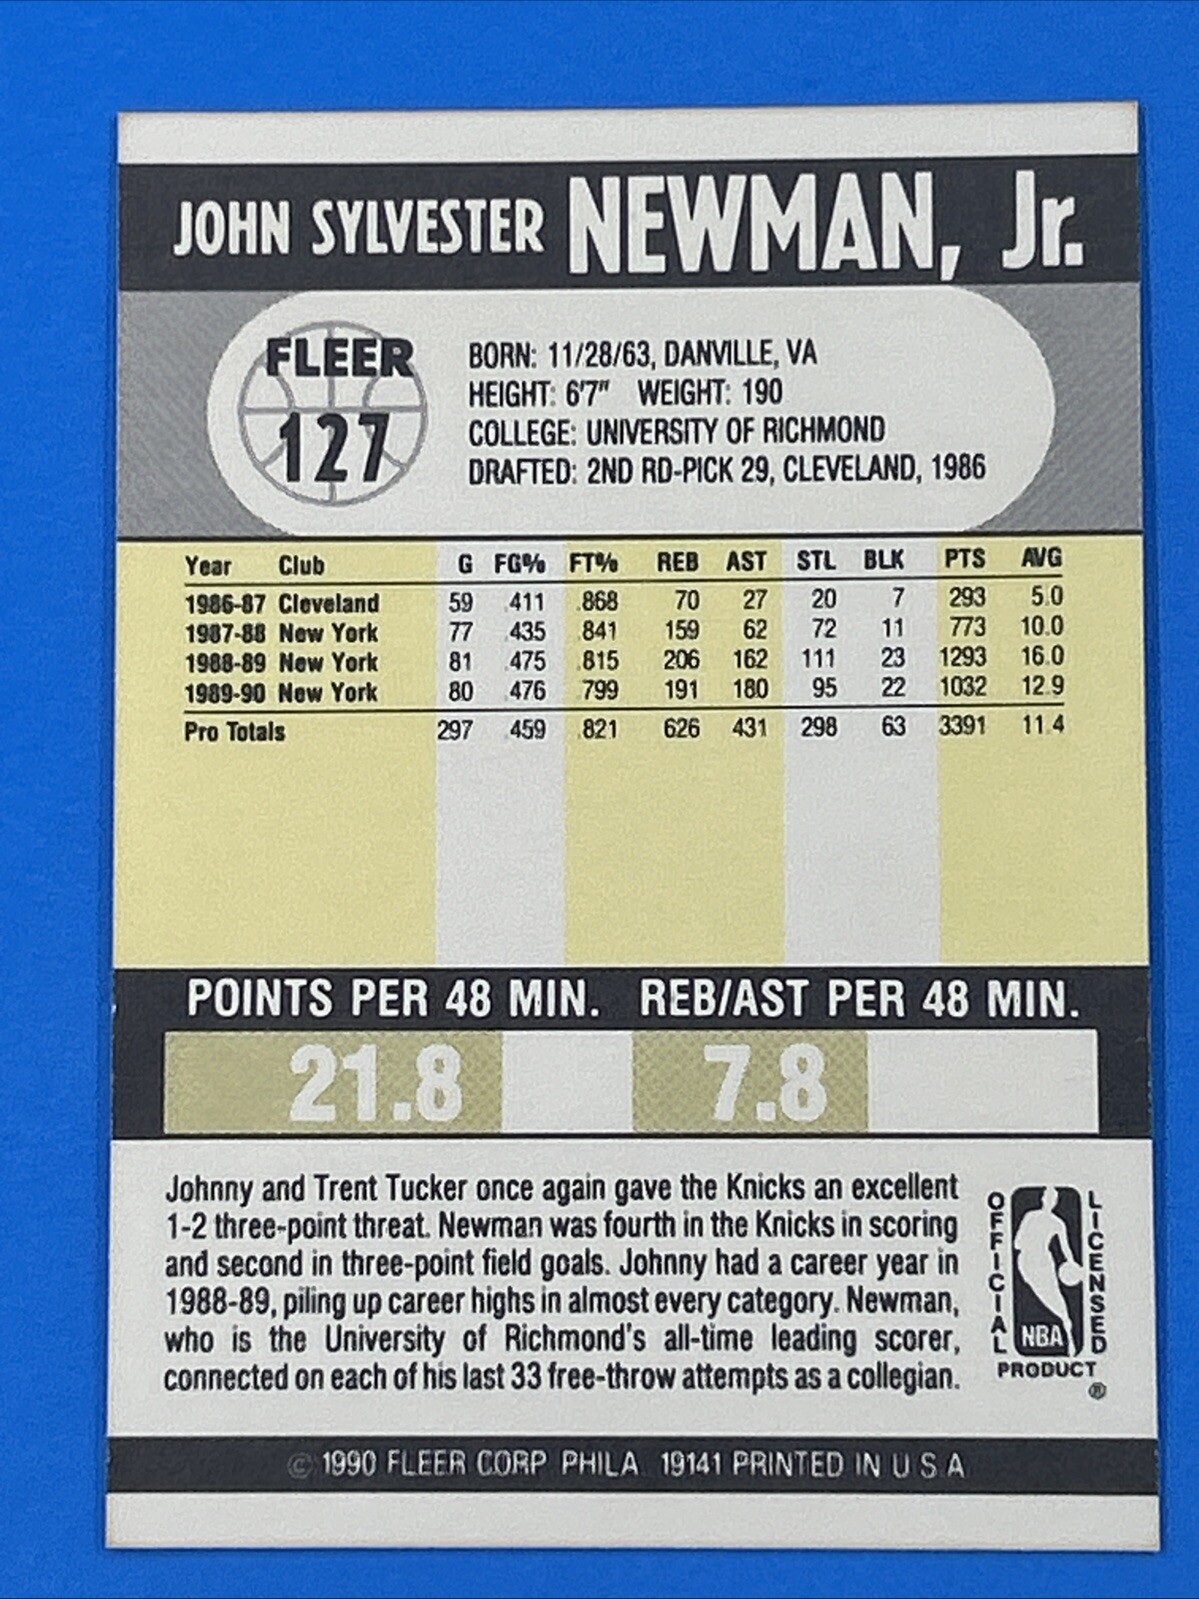 JOHN SYLVESTER NEWMAN, Jr.
FLEER
127
BORN: 11/28/63, DANVILLE, VA
HEIGHT: 6'7" WEIGHT: 190
COLLEGE: UNIVERSITY OF RICHMOND
DRAFTED: 2ND RD-PICK 29, CLEVELAND, 1986
Year Club G FG% FT% REB AST STL BLK PTS AVG
1986-87 Cleveland 59 .411 .868 70 27 20 7 293 5.0
1987-88 New York 77 .435 .841 159 62 72 11 773 10.0
1988-89 New York 81 .475 .815 206 162 111 23 1293 16.0
1989-90 New York 80 .476 .799 191 180 95 22 1032 12.9
Pro Totals 297 .459 .821 626 431 298 63 3391 11.4
POINTS PER 48 MIN. REB/AST PER 48 MIN.
21.8 7.8
Johnny and Trent Tucker once again gave the Knicks an excellent
1-2 three-point threat. Newman was fourth in the Knicks in scoring
and second in three-point field goals. Johnny had a career year in
1988-89, piling up career highs in almost every category. Newman,
who is the University of Richmond's all-time leading scorer,
connected on each of his last 33 free-throw attempts as a collegian.
OFFICIAL
LICENSED
NBA
PRODUCT
®
© 1990 FLEER CORP PHILA 19141 PRINTED IN U S A